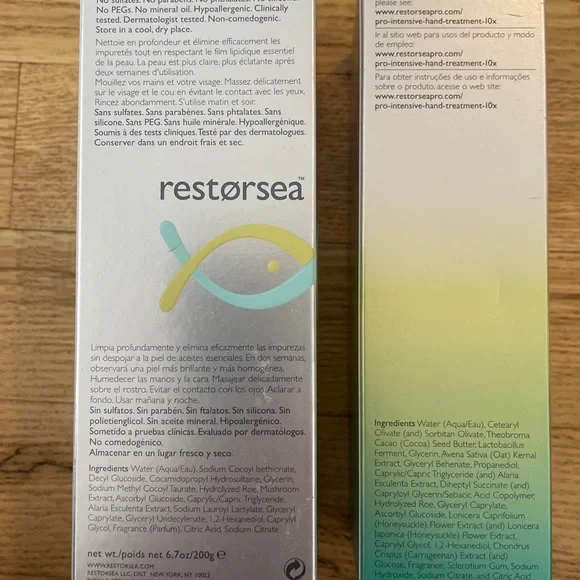 No sulfates. No parabens. No phthalates. No silicone.
No PEGs. No mineral oil. Hypoallergenic. Clinically
tested. Dermatologist tested. Non-comedogenic.
Store in a cool, dry place.
Nettoie en profondeur et élimine efficacement les
impuretés tout en respectant le film lipidique essentiel
de la peau. La peau est plus claire, plus éclatante après
deux semaines d'utilisation.
Mouillez vos mains et votre visage. Massez délicatement
sur le visage et le cou en évitant le contact avec les yeux.
Rincez abondamment. S'utilise matin et soir.
Sans sulfates. Sans parabènes. Sans phtalates. Sans
silicone. Sans PEG. Sans huile minérale. Hypoallergénique.
Soumis à des tests cliniques. Testé par des dermatologues.
Conserver dans un endroit frais et sec.
restørsea™
Limpia profundamente y elimina eficazmente las impurezas
sin despojar a la piel de aceites esenciales. En dos semanas,
observará una piel más brillante y más homogénea.
Humedecer las manos y la cara. Masajear delicadamente
sobre el rostro. Evitar el contacto con los ojos. Aclarar a
fondo. Usar mañana y noche.
Sin sulfatos. Sin parabén. Sin ftalatos. Sin silicona. Sin
polietienglicol. Sin aceite mineral. Hipoalergénico.
Sometido a pruebas clínicas. Evaluado por dermatólogos.
No comedogénico.
Almacenar en un lugar fresco y seco.
Ingredients Water (Aqua/Eau), Sodium Cocoyl Isethionate,
Decyl Glucoside, Cocamidopropyl Hydrosultaine, Glycerin,
Sodium Methyl Cocoyl Taurate, Hydrolyzed Roe, Mushroom
Extract, Ascorbyl Glucoside, Caprylic/Capric Triglyceride,
Alaria Esculenta Extract, Sodium Lauroyl Lactylate, Glyceryl
Caprylate, Glyceryl Undecylenate, 1,2-Hexanediol, Caprylyl
Glycol, Fragrance, (Parfum), Citric Acid, Sodium Citrate
net wt./poids net 6.7oz/200g ℮
WWW.RESTORSEA.COM
RESTORSEA LLC, DIST. NEW YORK, NY 10022
please see:
www.restorseapro.com/
pro-intensive-hand-treatment-10x
Ir al sitio web para usos del producto y modo
de empleo:
www.restorseapro.com/
pro-intensive-hand-treatment-10x
Para obter instruções de uso e informações
sobre o produto, acesse o web site:
www.restorseapro.com/
pro-intensive-hand-treatment-10x
Ingredients Water (Aqua/Eau), Cetearyl
Olivate (and) Sorbitan Olivate, Theobroma
Cacao (Cocoa) Seed Butter, Lactobacillus
Ferment, Glycerin, Avena Sativa (Oat) Kernal
Extract, Glyceryl Behenate, Propanediol,
Caprylic/Capric Triglyceride (and) Alaria
Esculenta Extract, Diheptyl Succinate (and)
Capryloyl Glycerin/Sebacic Acid Copolymer,
Hydrolyzed Roe, Glyceryl Caprylate,
Ascorbyl Glucoside, Lonicera Caprifolium
(Honeysuckle) Flower Extract (and) Lonicera
Japonica (Honeysuckle) Flower Extract,
Caprylyl Glycol, 1,2-Hexanediol, Chondrus
Crispus (Carrageenan) Extract (and)
Glucose, Fragrance, Sclerotium Gum, Sodium
Hydroxide, Sodium Citrate, and Citric Acid